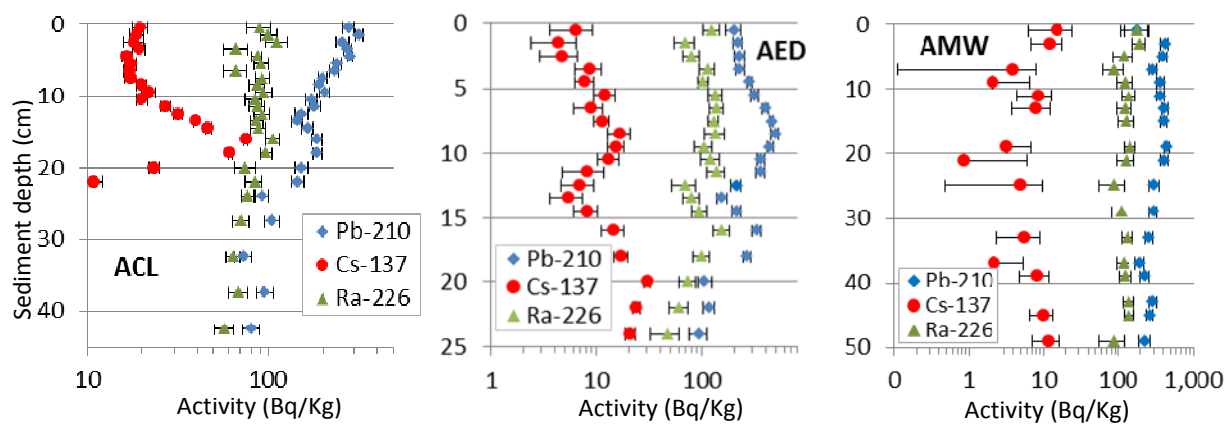 Sediment depth (cm)
0
10
20
30
40
ACL
Pb-210
Cs-137
Ra-226
10
100
Activity (Bq/Kg)
0
5
10
15
20
25
AED
Pb-210
Cs-137
Ra-226
1
10
100
Activity (Bq/Kg)
0
10
20
30
40
50
AMW
Pb-210
Cs-137
Ra-226
0
1
10
100
1,000
Activity (Bq/Kg)